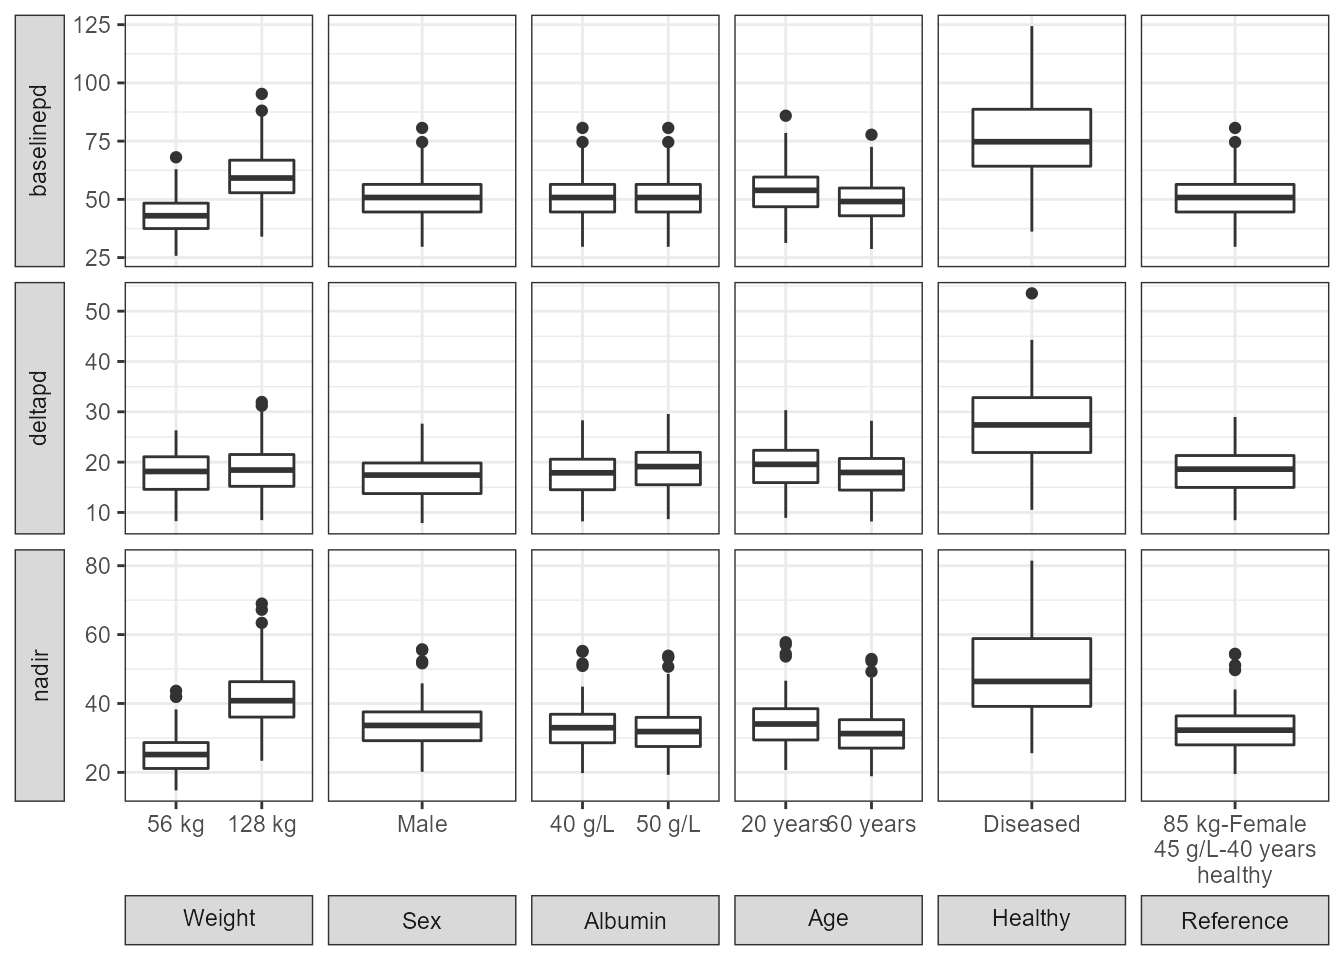 baselinepd
125
100
75
50
25
deltapd
50
40
30
20
10
nadir
80
60
40
20
56 kg 128 kg Male 40 g/L 50 g/L 20 years 60 years Diseased 85 kg-Female
45 g/L-40 years
healthy
Weight Sex Albumin Age Healthy Reference